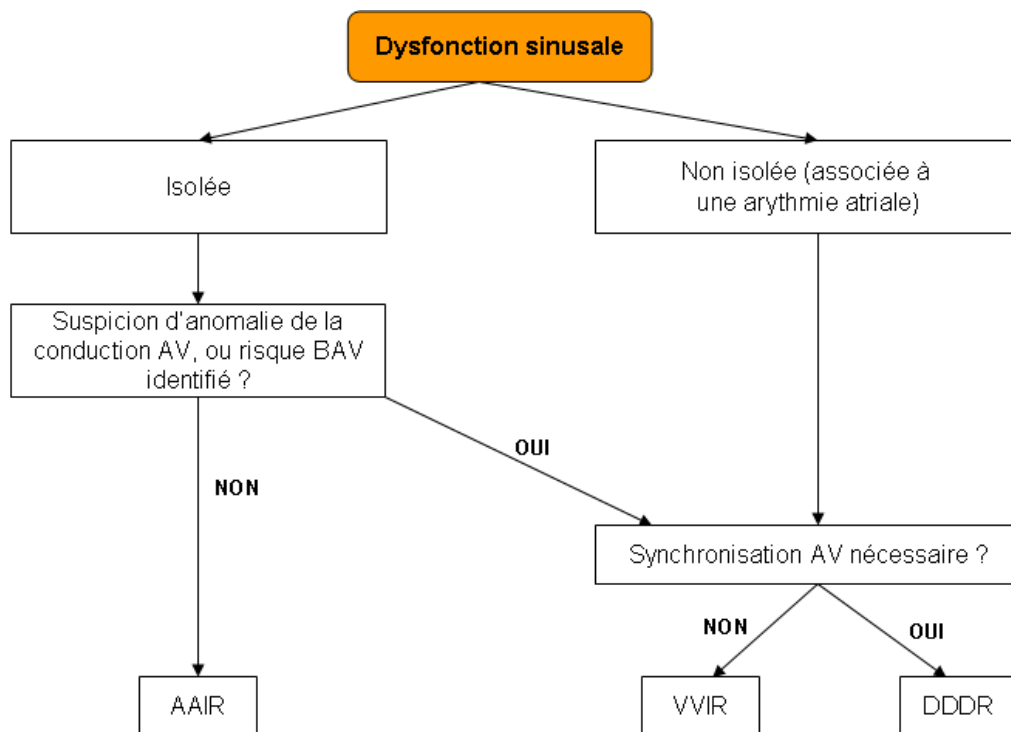 Dysfonction sinusale
Isolée
Non isolée (associée à
une arythmie atriale)
Suspicion d'anomalie de la
conduction AV, ou risque BAV
identifié ?
OUI
NON
Synchronisation AV nécessaire ?
NON
OUI
AAIR
VVIR
DDDR